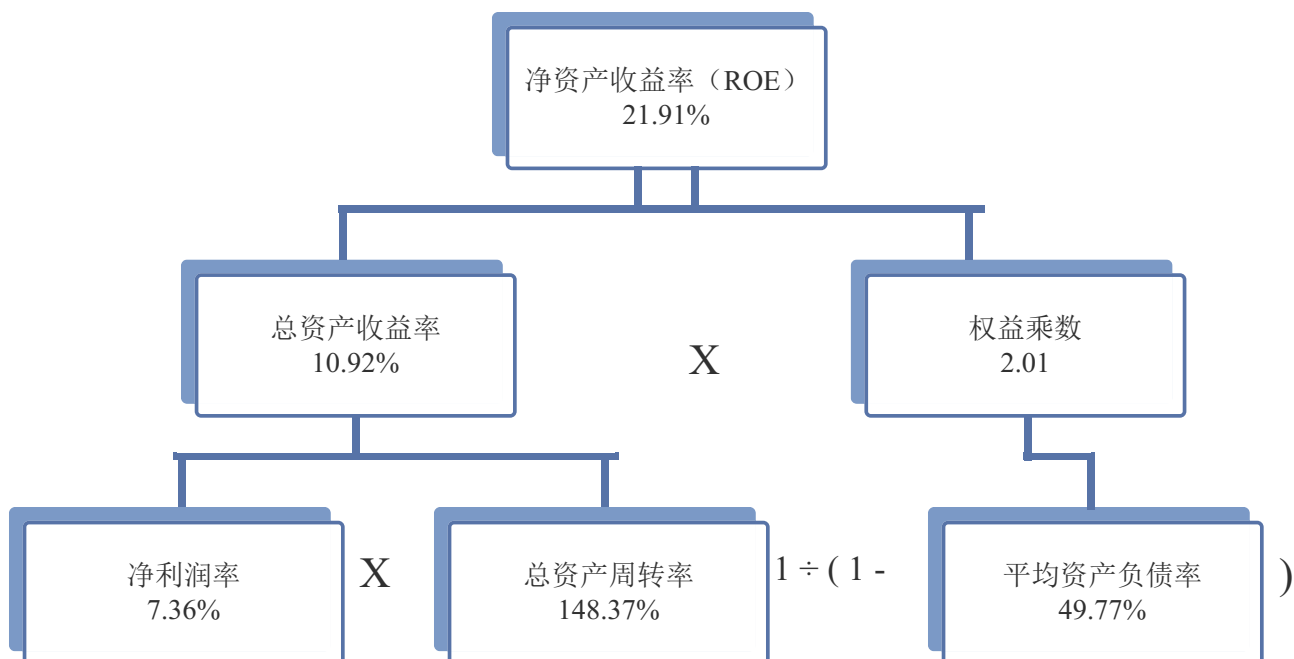 净资产收益率（ROE）
21.91%
总资产收益率
10.92%
X
权益乘数
2.01
净利润率
7.36%
X
总资产周转率
148.37%
1 ÷ ( 1 -
平均资产负债率
49.77%
)